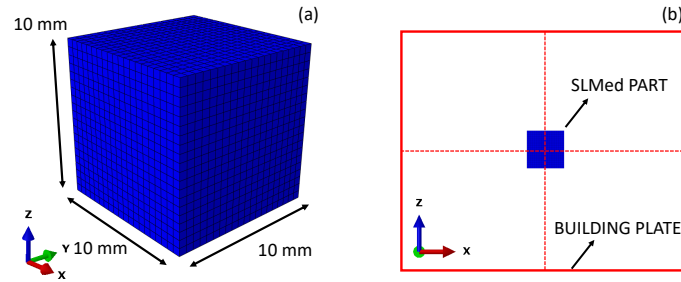 10 mm
(a)
10 mm
10 mm
Z
Y
X
(b)
SLMed PART
BUILDING PLATE
Z
X